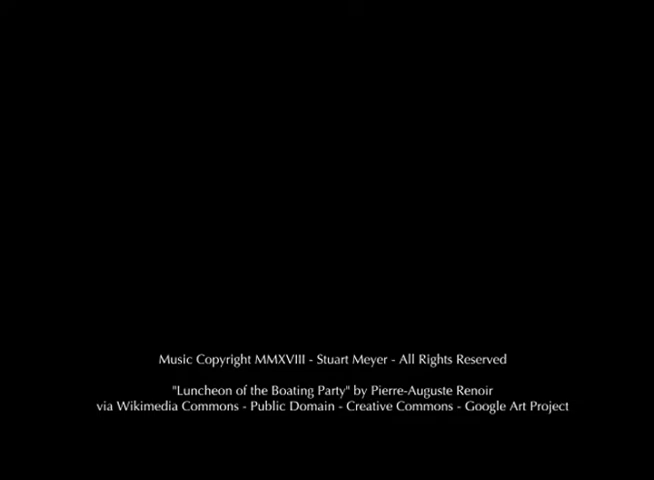 Music Copyright MMXVIII - Stuart Meyer - All Rights Reserved
"Luncheon of the Boating Party" by Pierre-Auguste Renoir
via Wikimedia Commons - Public Domain - Creative Commons - Google Art Project